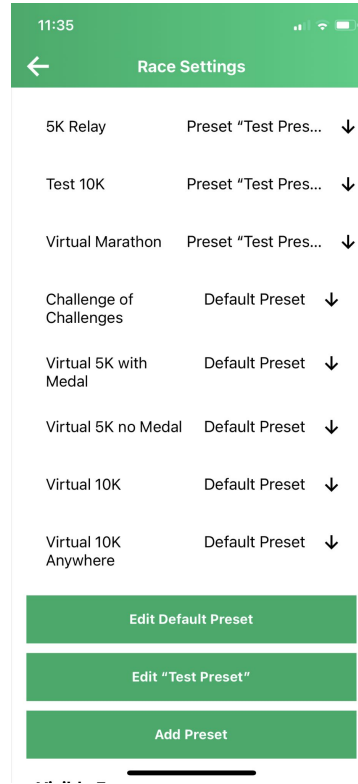 11:35
Race Settings
5K Relay Preset “Test Pres...
Test 10K Preset “Test Pres...
Virtual Marathon Preset “Test Pres...
Challenge of Default Preset
Challenges
Virtual 5K with Default Preset
Medal
Virtual 5K no Medal Default Preset
Virtual 10K Default Preset
Virtual 10K Default Preset
Anywhere
Edit Default Preset
Edit “Test Preset”
Add Preset